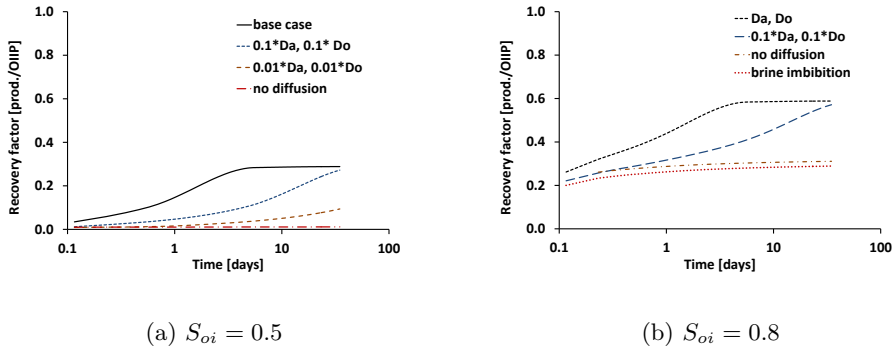 Recovery factor [prod./OIIP]
1.0
0.8
0.6
0.4
0.2
0.0
0.1
1
10
100
Time [days]
base case
0.1*Da, 0.1* Do
0.01*Da, 0.01*Do
no diffusion
(a) S_{oi} = 0.5
Recovery factor [prod./OIIP]
1.0
0.8
0.6
0.4
0.2
0.0
0.1
1
10
100
Time [days]
Da, Do
0.1*Da, 0.1*Do
no diffusion
brine imbibition
(b) S_{oi} = 0.8